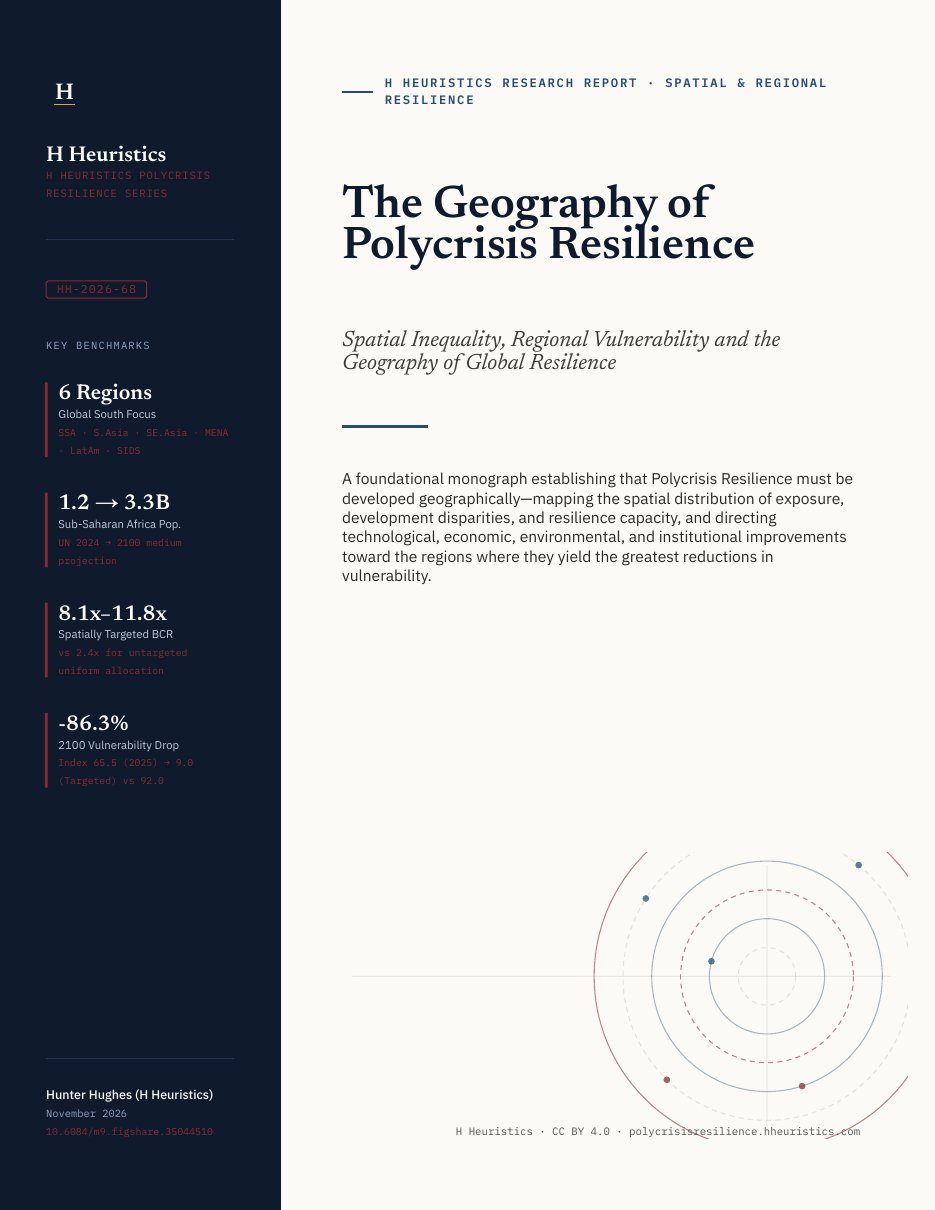 H
H Heuristics
H HEURISTICS POLYCRISIS
RESILIENCE SERIES
HH-2026-68
KEY BENCHMARKS
6 Regions
Global South Focus
SSA · S.Asia · SE.Asia · MENA
· LatAm · SIDS
1.2 → 3.3B
Sub-Saharan Africa Pop.
UN 2024 → 2100 medium
projection
8.1x–11.8x
Spatially Targeted BCR
vs 2.4x for untargeted
uniform allocation
-86.3%
2100 Vulnerability Drop
Index 65.5 (2025) → 9.0
(Targeted) vs 92.0
Hunter Hughes (H Heuristics)
November 2026
10.6084/m9.figshare.35044510
H HEURISTICS RESEARCH REPORT · SPATIAL & REGIONAL
RESILIENCE
The Geography of
Polycrisis Resilience
Spatial Inequality, Regional Vulnerability and the
Geography of Global Resilience
A foundational monograph establishing that Polycrisis Resilience must be
developed geographically—mapping the spatial distribution of exposure,
development disparities, and resilience capacity, and directing
technological, economic, environmental, and institutional improvements
toward the regions where they yield the greatest reductions in
vulnerability.
H Heuristics · CC BY 4.0 · polycrisisresilience.hheuristics.com